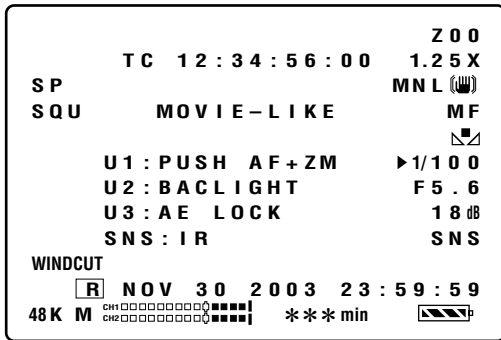 Z00
TC 12:34:56:00 1.25X
SP MNL
SQU MOVIE–LIKE MF
U1:PUSH AF+ZM 1/100
U2:BACLIGHT F5.6
U3:AE LOCK 18dB
SNS:IR SNS
WINDCUT
R NOV 30 2003 23:59:59
48K M CH1 CH2 *** min